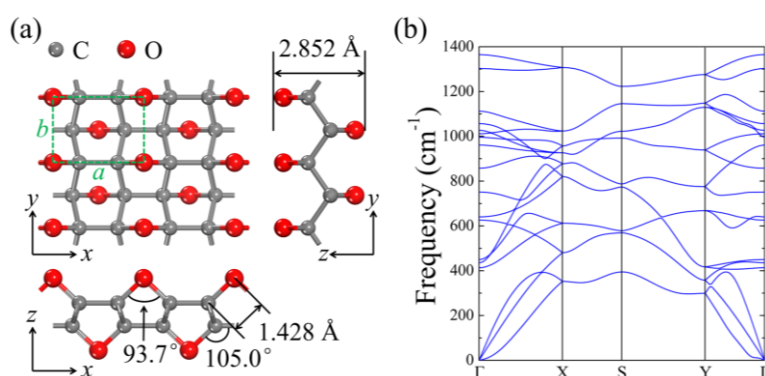 (a)
C O
2.852 Å
b
a
y
x
y
z
z
x
93.7°
105.0°
1.428 Å
(b)
Frequency (cm⁻¹)
1400
1200
1000
800
600
400
200
0
Γ X S Y Γ